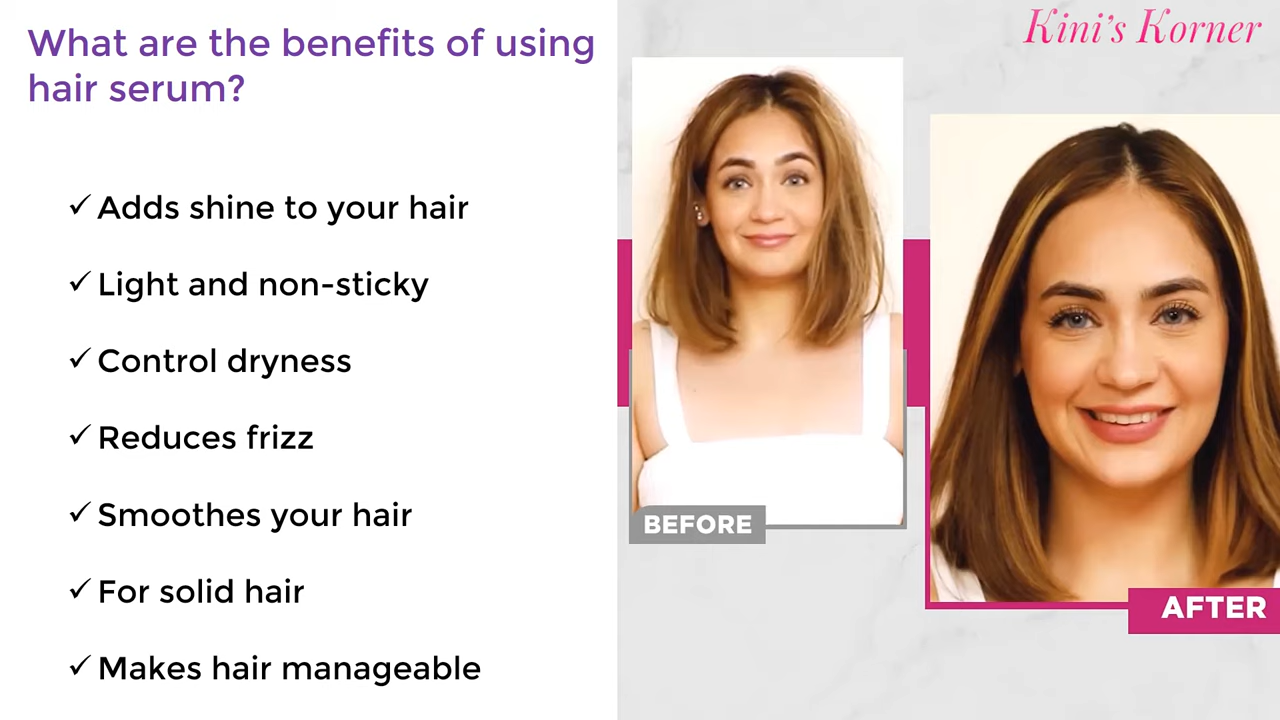 What are the benefits of using
hair serum?
✓ Adds shine to your hair
✓ Light and non-sticky
✓ Control dryness
✓ Reduces frizz
✓ Smoothes your hair
✓ For solid hair
✓ Makes hair manageable
Kini's Korner
BEFORE
AFTER